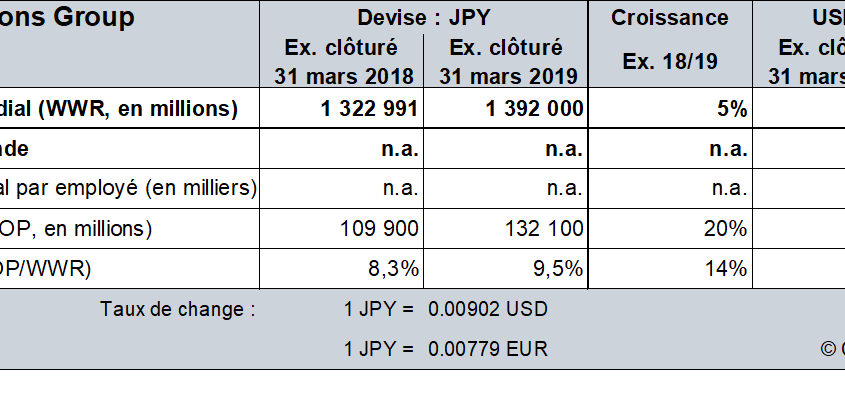 ons Group Devise : JPY Croissance US
Ex. clôturé Ex. clôturé Ex. 18/19 Ex. clô
31 mars 2018 31 mars 2019 31 mars
dial (WWR, en millions) 1 322 991 1 392 000 5%
nde n.a. n.a. n.a.
al par employé (en milliers) n.a. n.a. n.a.
OP, en millions) 109 900 132 100 20%
OP/WWR) 8,3% 9,5% 14%
Taux de change : 1 JPY = 0.00902 USD
1 JPY = 0.00779 EUR ©